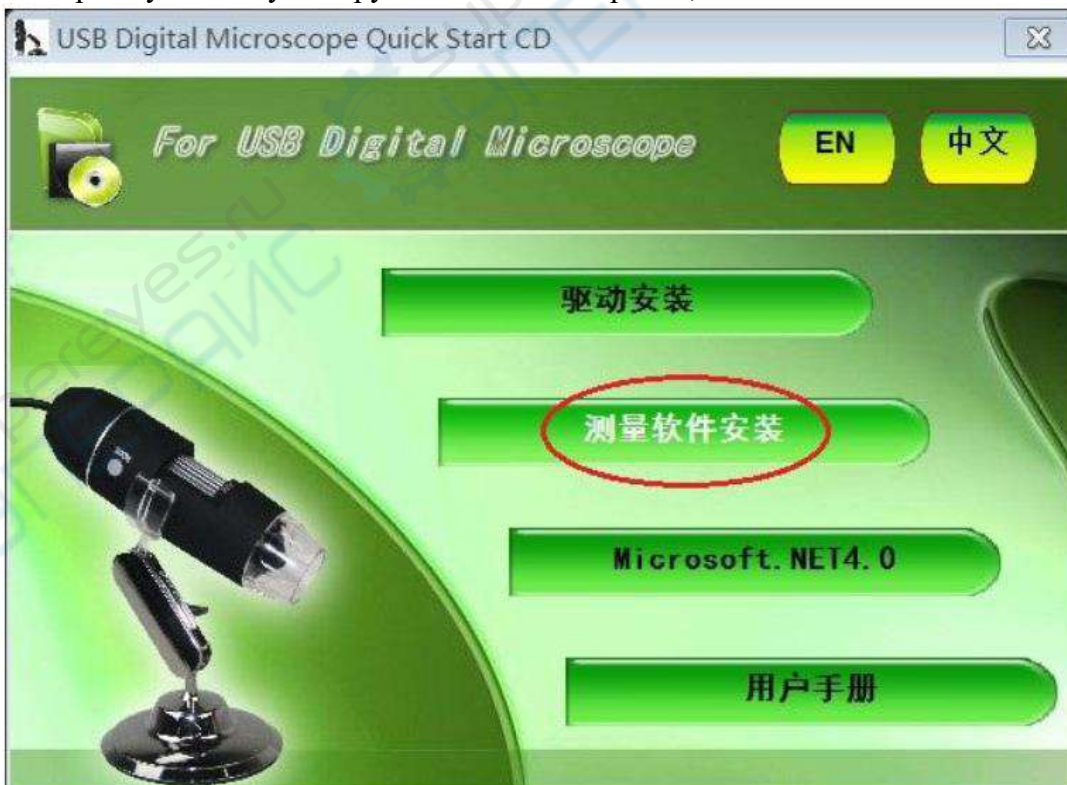 USB Digital Microscope Quick Start CD
For USB Digital Microscope
EN
中文
驱动安装
测量软件安装
Microsoft.NET4.0
用户手册